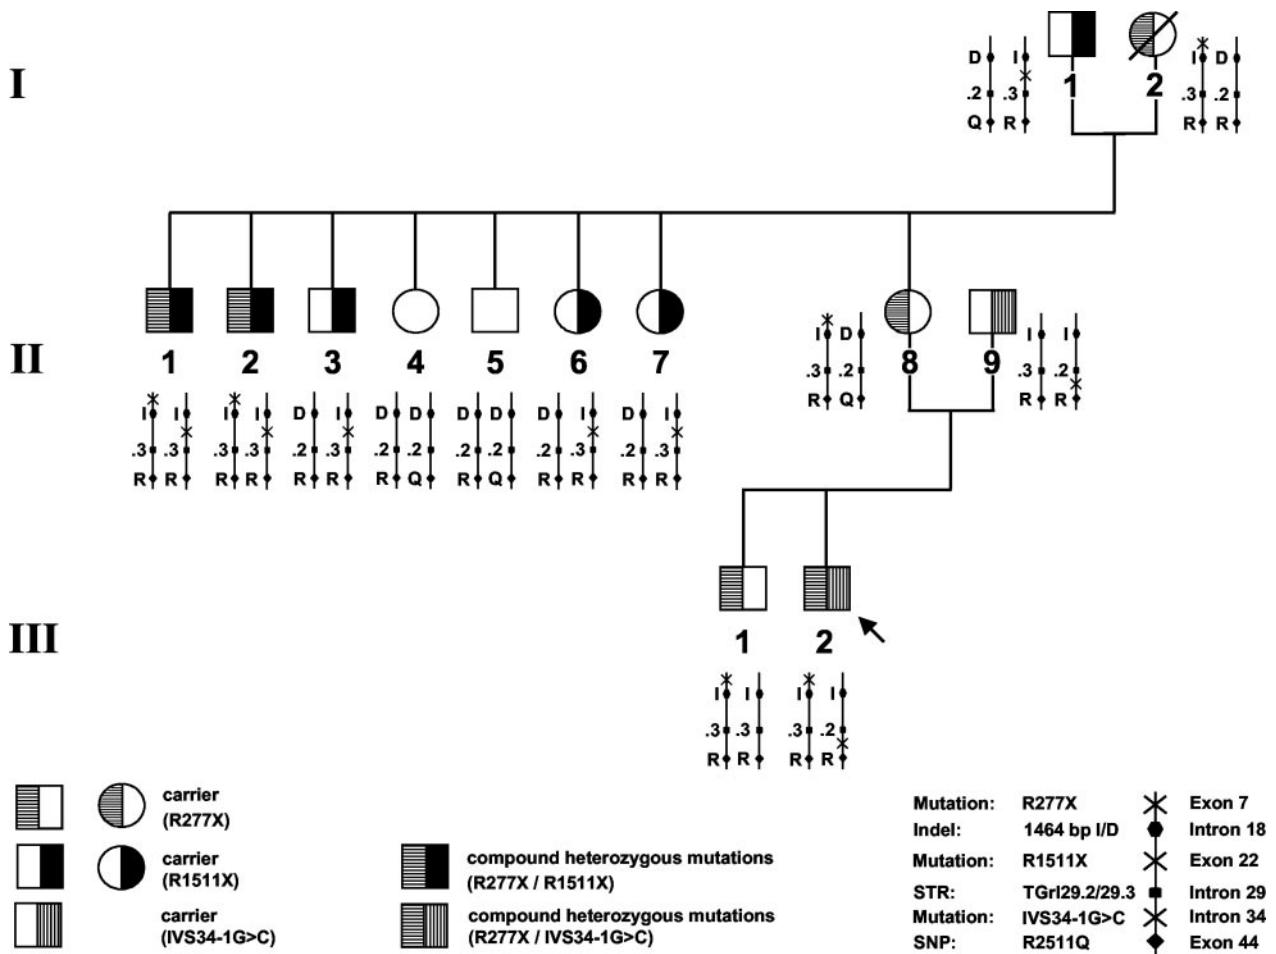 I
D I I D
.2 .3 1 2 .3 .2
Q R R R
II
1 2 3 4 5 6 7 8 9
I D I I
.3 .2 .3 .2
R Q R R
I I I I D I D D D D D I D I
.3 .3 .3 .3 .2 .3 .2 .2 .2 .2 .2 .3 .2 .3
R R R R R R R Q R Q R R R R
III
1 2
I I I I
.3 .3 .3 .2
R R R R
carrier
(R277X)
carrier
(R1511X)
carrier
(IVS34-1G>C)
compound heterozygous mutations
(R277X / R1511X)
compound heterozygous mutations
(R277X / IVS34-1G>C)
Mutation: R277X Exon 7
Indel: 1464 bp I/D Intron 18
Mutation: R1511X Exon 22
STR: TGrI29.2/29.3 Intron 29
Mutation: IVS34-1G>C Intron 34
SNP: R2511Q Exon 44